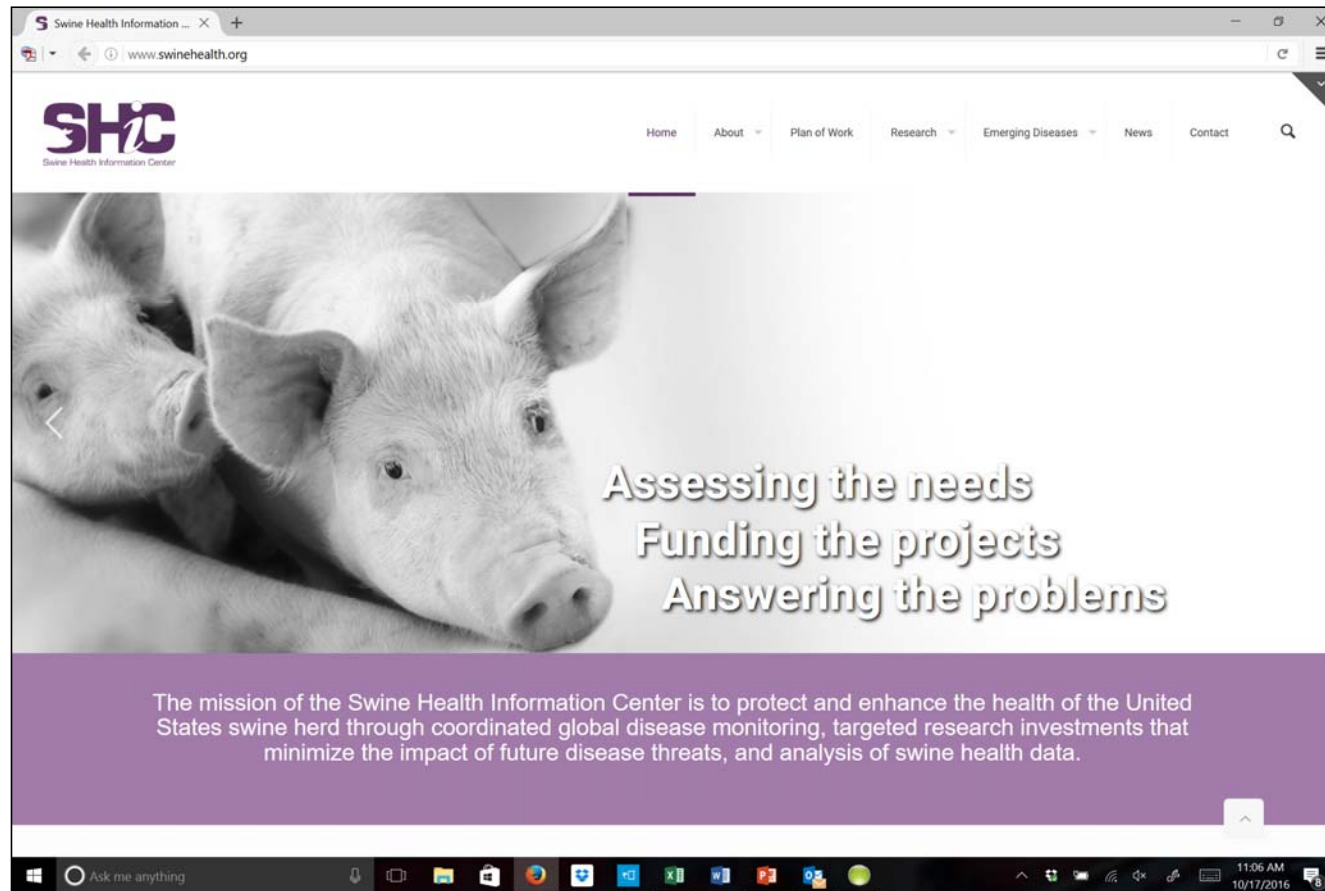 Swine Health Information ...
www.swinehealth.org
SHiC
Swine Health Information Center
Home About Plan of Work Research Emerging Diseases News Contact
Assessing the needs
Funding the projects
Answering the problems
The mission of the Swine Health Information Center is to protect and enhance the health of the United
States swine herd through coordinated global disease monitoring, targeted research investments that
minimize the impact of future disease threats, and analysis of swine health data.
Ask me anything
11:06 AM
10/17/2016
8